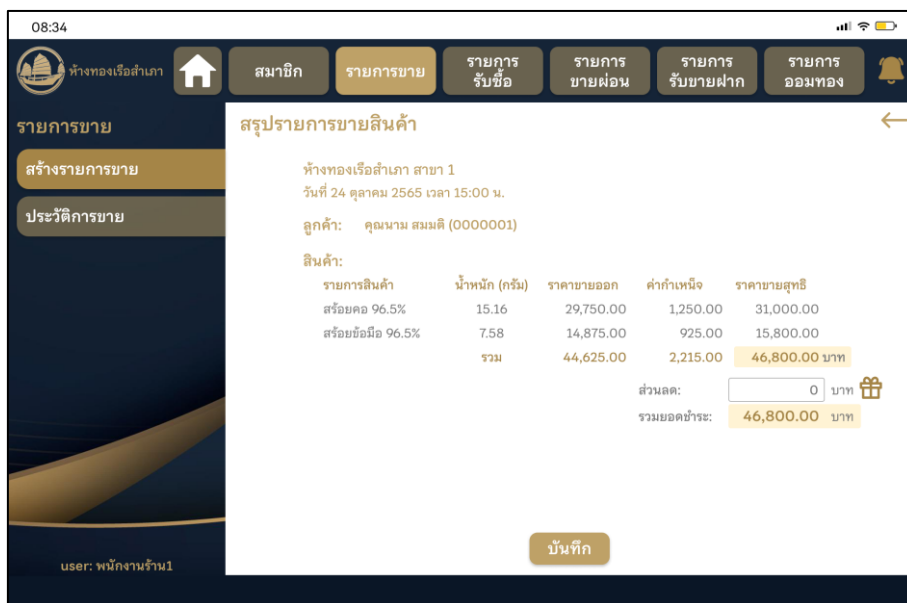 08:34
ห้างทองเรือสำเภา
สมาชิก
รายการขาย
รายการ
รับซื้อ
รายการ
ขายผ่อน
รายการ
รับขายฝาก
รายการ
ออมทอง
รายการขาย
สร้างรายการขาย
ประวัติการขาย
user: พนักงานร้าน1
สรุปรายการขายสินค้า
ห้างทองเรือสำเภา สาขา 1
วันที่ 24 ตุลาคม 2565 เวลา 15:00 น.
ลูกค้า: คุณนาม สมมติ (0000001)
สินค้า:
รายการสินค้า น้ำหนัก (กรัม) ราคาขายออก ค่ากำเหน็จ ราคาขายสุทธิ
สร้อยคอ 96.5% 15.16 29,750.00 1,250.00 31,000.00
สร้อยข้อมือ 96.5% 7.58 14,875.00 925.00 15,800.00
รวม 44,625.00 2,215.00 46,800.00 บาท
ส่วนลด: 0 บาท
รวมยอดชำระ: 46,800.00 บาท
บันทึก